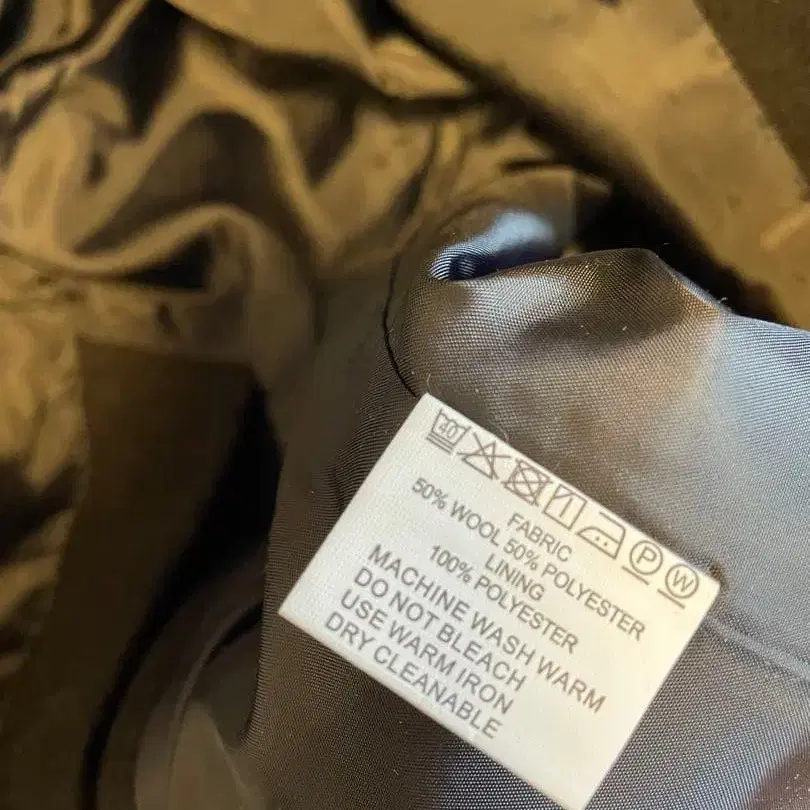 40 P W
FABRIC
50% WOOL 50% POLYESTER
LINING
100% POLYESTER
MACHINE WASH WARM
DO NOT BLEACH
USE WARM IRON
DRY CLEANABLE